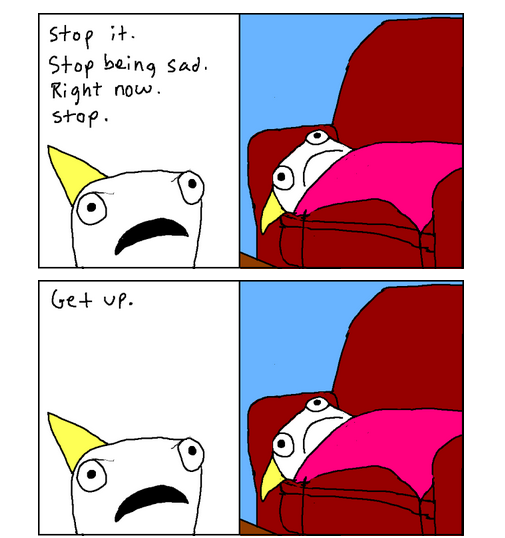 Stop it.
Stop being sad.
Right now.
stop.
Get up.